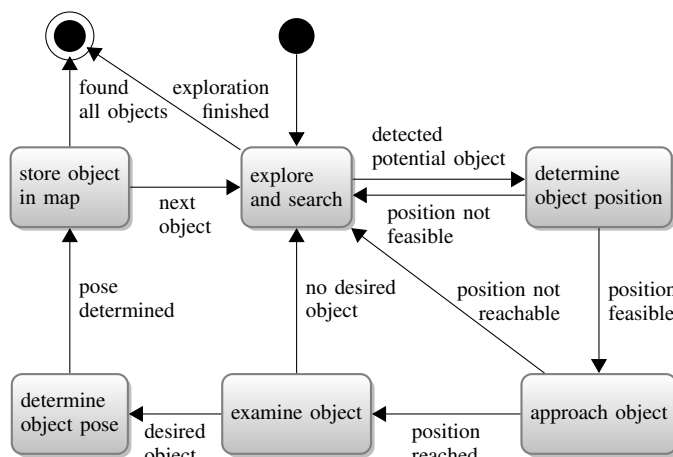 found
all objects
exploration
finished
store object
in map
next
object
explore
and search
detected
potential object
position not
feasible
determine
object position
pose
determined
no desired
object
position not
reachable
position
feasible
determine
object pose
desired
object
examine object
position
reached
approach object